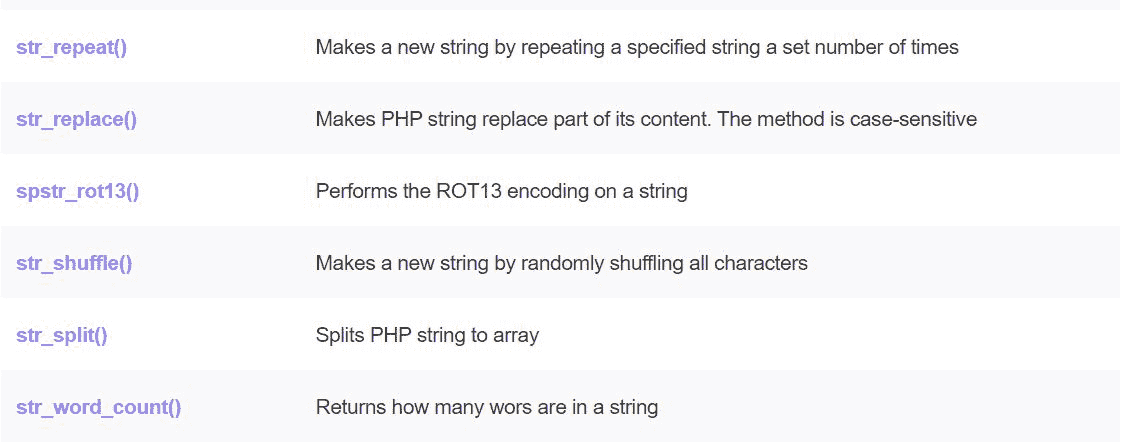 str_repeat() Makes a new string by repeating a specified string a set number of times
str_replace() Makes PHP string replace part of its content. The method is case-sensitive
spstr_rot13() Performs the ROT13 encoding on a string
str_shuffle() Makes a new string by randomly shuffling all characters
str_split() Splits PHP string to array
str_word_count() Returns how many wors are in a string